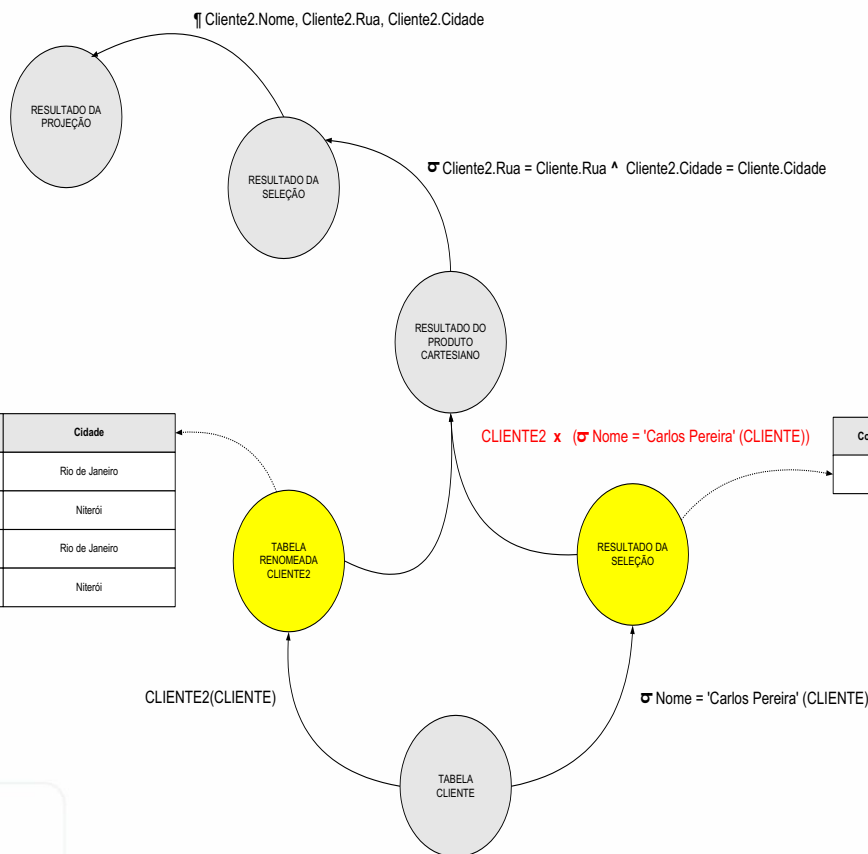 ¶ Cliente2.Nome, Cliente2.Rua, Cliente2.Cidade
RESULTADO DA
PROJEÇÃO
RESULTADO DA
SELEÇÃO
σ Cliente2.Rua = Cliente.Rua ^ Cliente2.Cidade = Cliente.Cidade
RESULTADO DO
PRODUTO
CARTESIANO
Cidade
Rio de Janeiro
Niterói
Rio de Janeiro
Niterói
CLIENTE2 x (σ Nome = 'Carlos Pereira' (CLIENTE))
TABELA
RENOMEADA
CLIENTE2
RESULTADO DA
SELEÇÃO
CLIENTE2(CLIENTE)
σ Nome = 'Carlos Pereira' (CLIENTE)
TABELA
CLIENTE